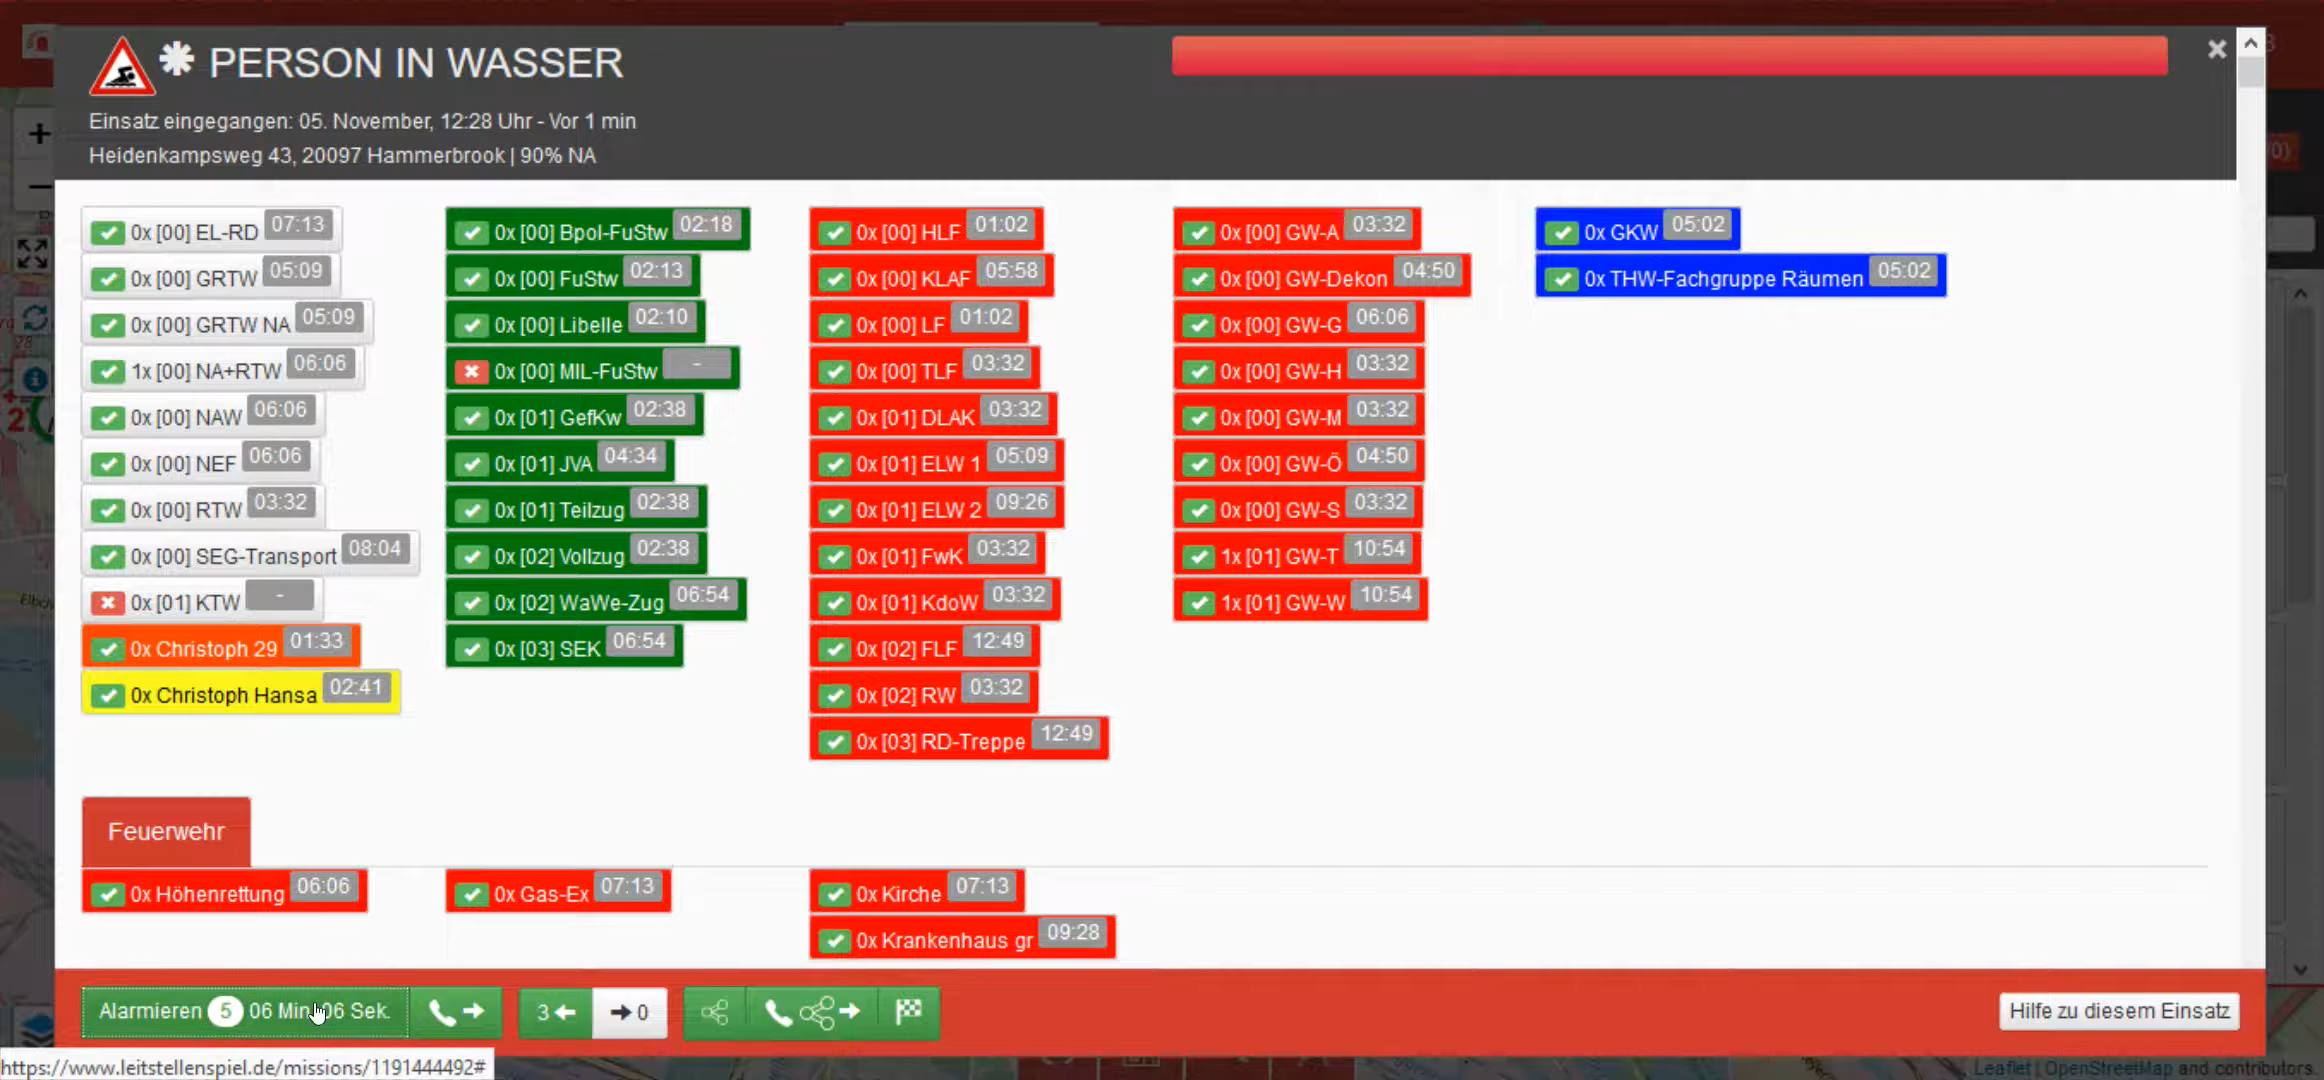 PERSON IN WASSER
Einsatz eingegangen: 05. November, 12:28 Uhr - Vor 1 min
Heidenkampsweg 43, 20097 Hammerbrook | 90% NA
0x [00] EL-RD 07:13
0x [00] GRTW 05:09
0x [00] GRTW NA 05:09
1x [00] NA+RTW 06:06
0x [00] NAW 06:06
0x [00] NEF 06:06
0x [00] RTW 03:32
0x [00] SEG-Transport 08:04
0x [01] KTW -
0x Christoph 29 01:33
0x Christoph Hansa 02:41
0x [00] Bpol-FuStw 02:18
0x [00] FuStw 02:13
0x [00] Libelle 02:10
0x [00] MIL-FuStw -
0x [01] GefKw 02:38
0x [01] JVA 04:34
0x [01] Teilzug 02:38
0x [02] Vollzug 02:38
0x [02] WaWe-Zug 06:54
0x [03] SEK 06:54
0x [00] HLF 01:02
0x [00] KLAF 05:58
0x [00] LF 01:02
0x [00] TLF 03:32
0x [01] DLAK 03:32
0x [01] ELW 1 05:09
0x [01] ELW 2 09:26
0x [01] FwK 03:32
0x [01] KdoW 03:32
0x [02] FLF 12:49
0x [02] RW 03:32
0x [03] RD-Treppe 12:49
0x [00] GW-A 03:32
0x [00] GW-Dekon 04:50
0x [00] GW-G 06:06
0x [00] GW-H 03:32
0x [00] GW-M 03:32
0x [00] GW-Ö 04:50
0x [00] GW-S 03:32
1x [01] GW-T 10:54
1x [01] GW-W 10:54
0x GKW 05:02
0x THW-Fachgruppe Räumen 05:02
Feuerwehr
0x Höhenrettung 06:06
0x Gas-Ex 07:13
0x Kirche 07:13
0x Krankenhaus gr 09:28
Alarmieren 5 06 Min. 06 Sek.
3
0
Hilfe zu diesem Einsatz
https://www.leitstellenspiel.de/missions/1191444492#
Leaflet | OpenStreetMap and contributors